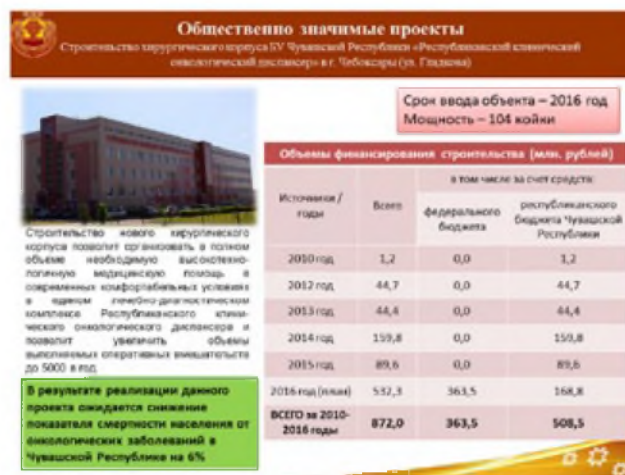 Общественно значимые проекты
Строительство хирургического корпуса БУ Чувашской Республики «Республиканский клинический
онкологический диспансер» в г. Чебоксары (ул. Гладкова)
Срок ввода объекта – 2016 год
Мощность – 104 койки
Строительство нового хирургического
корпуса позволит организовать в полном
объеме необходимую высокотехно-
логичную медицинскую помощь в
современных комфортабельных условиях
в едином лечебно-диагностическом
комплексе Республиканского клини-
ческого онкологического диспансера и
позволит увеличить объемы
выполняемых оперативных вмешательств
до 5000 в год.
В результате реализации данного
проекта ожидается снижение
показателя смертности населения от
онкологических заболеваний в
Чувашской Республике на 6%
Объемы финансирования строительства (млн. рублей)
Источники / годы Всего в том числе за счет средств:
федерального бюджета республиканского бюджета Чувашской Республики
2010 год 1,2 0,0 1,2
2012 год 44,7 0,0 44,7
2013 год 44,4 0,0 44,4
2014 год 159,8 0,0 159,8
2015 год 89,6 0,0 89,6
2016 год (план) 532,3 363,5 168,8
ВСЕГО за 2010-2016 годы 872,0 363,5 508,5